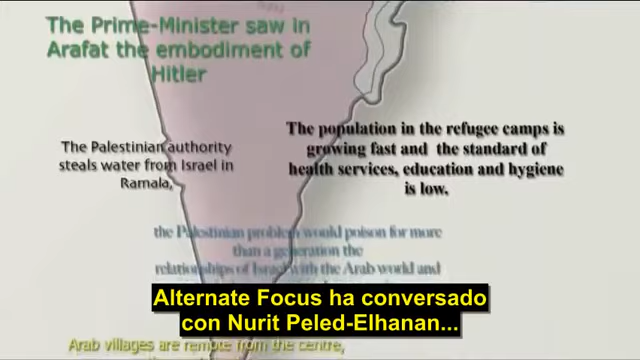 The Prime-Minister saw in
Arafat the embodiment of
Hitler
The population in the refugee camps is
growing fast and the standard of
health services, education and hygiene
is low.
The Palestinian authority
steals water from Israel in
Ramala,
the Palestinian problem would poison for more
than a generation the
relationships of Israel with the Arab world and
Alternate Focus ha conversado
con Nurit Peled-Elhanan...
Arab villages are remote from the centre,